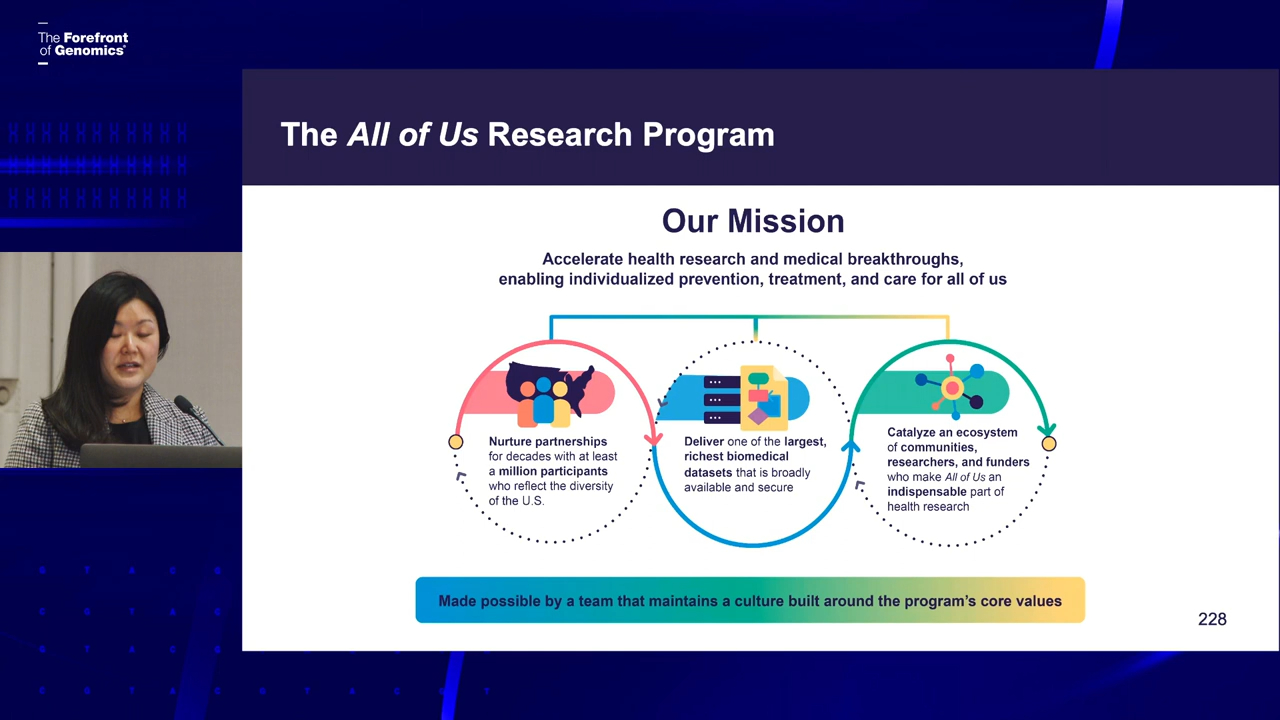 The Forefront
of Genomics®
The All of Us Research Program
Our Mission
Accelerate health research and medical breakthroughs,
enabling individualized prevention, treatment, and care for all of us
Nurture partnerships
for decades with at least
a million participants
who reflect the diversity
of the U.S.
Deliver one of the largest,
richest biomedical
datasets that is broadly
available and secure
Catalyze an ecosystem
of communities,
researchers, and funders
who make All of Us an
indispensable part of
health research
Made possible by a team that maintains a culture built around the program's core values
228